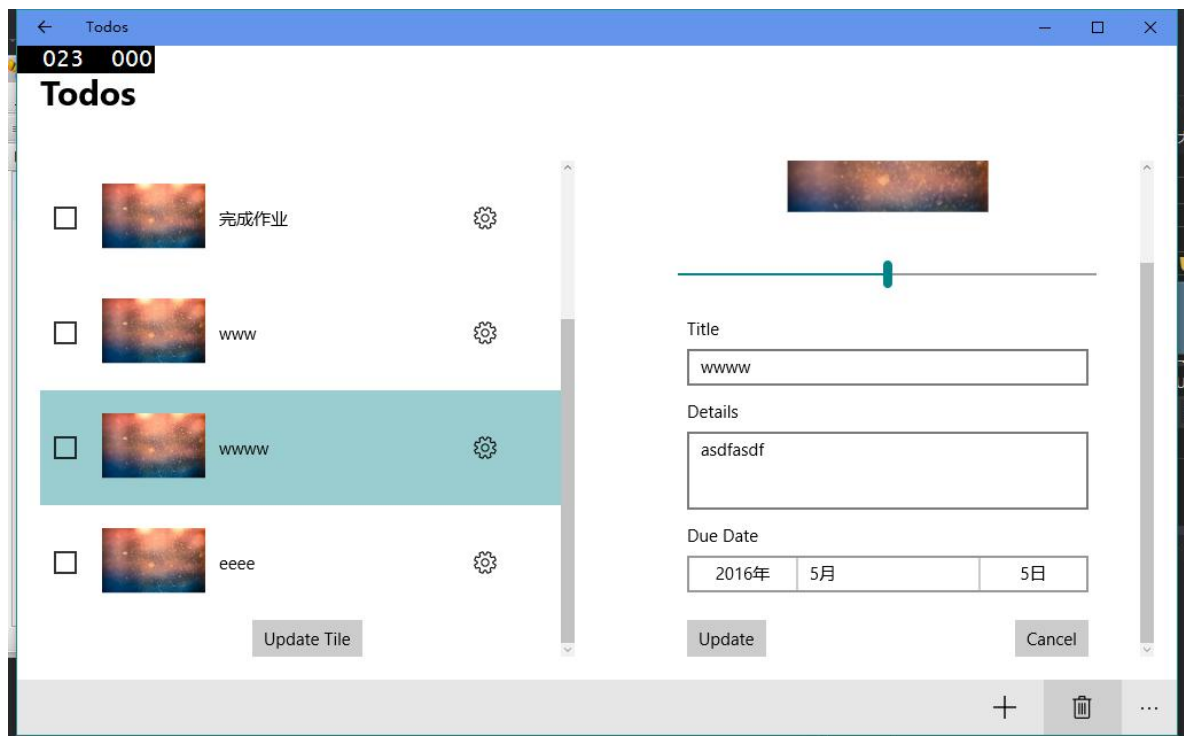 Todos
023 000
Todos
完成作业
www
wwww
eeee
Update Tile
Title
wwww
Details
asdfasdf
Due Date
2016年 5月 5日
Update Cancel